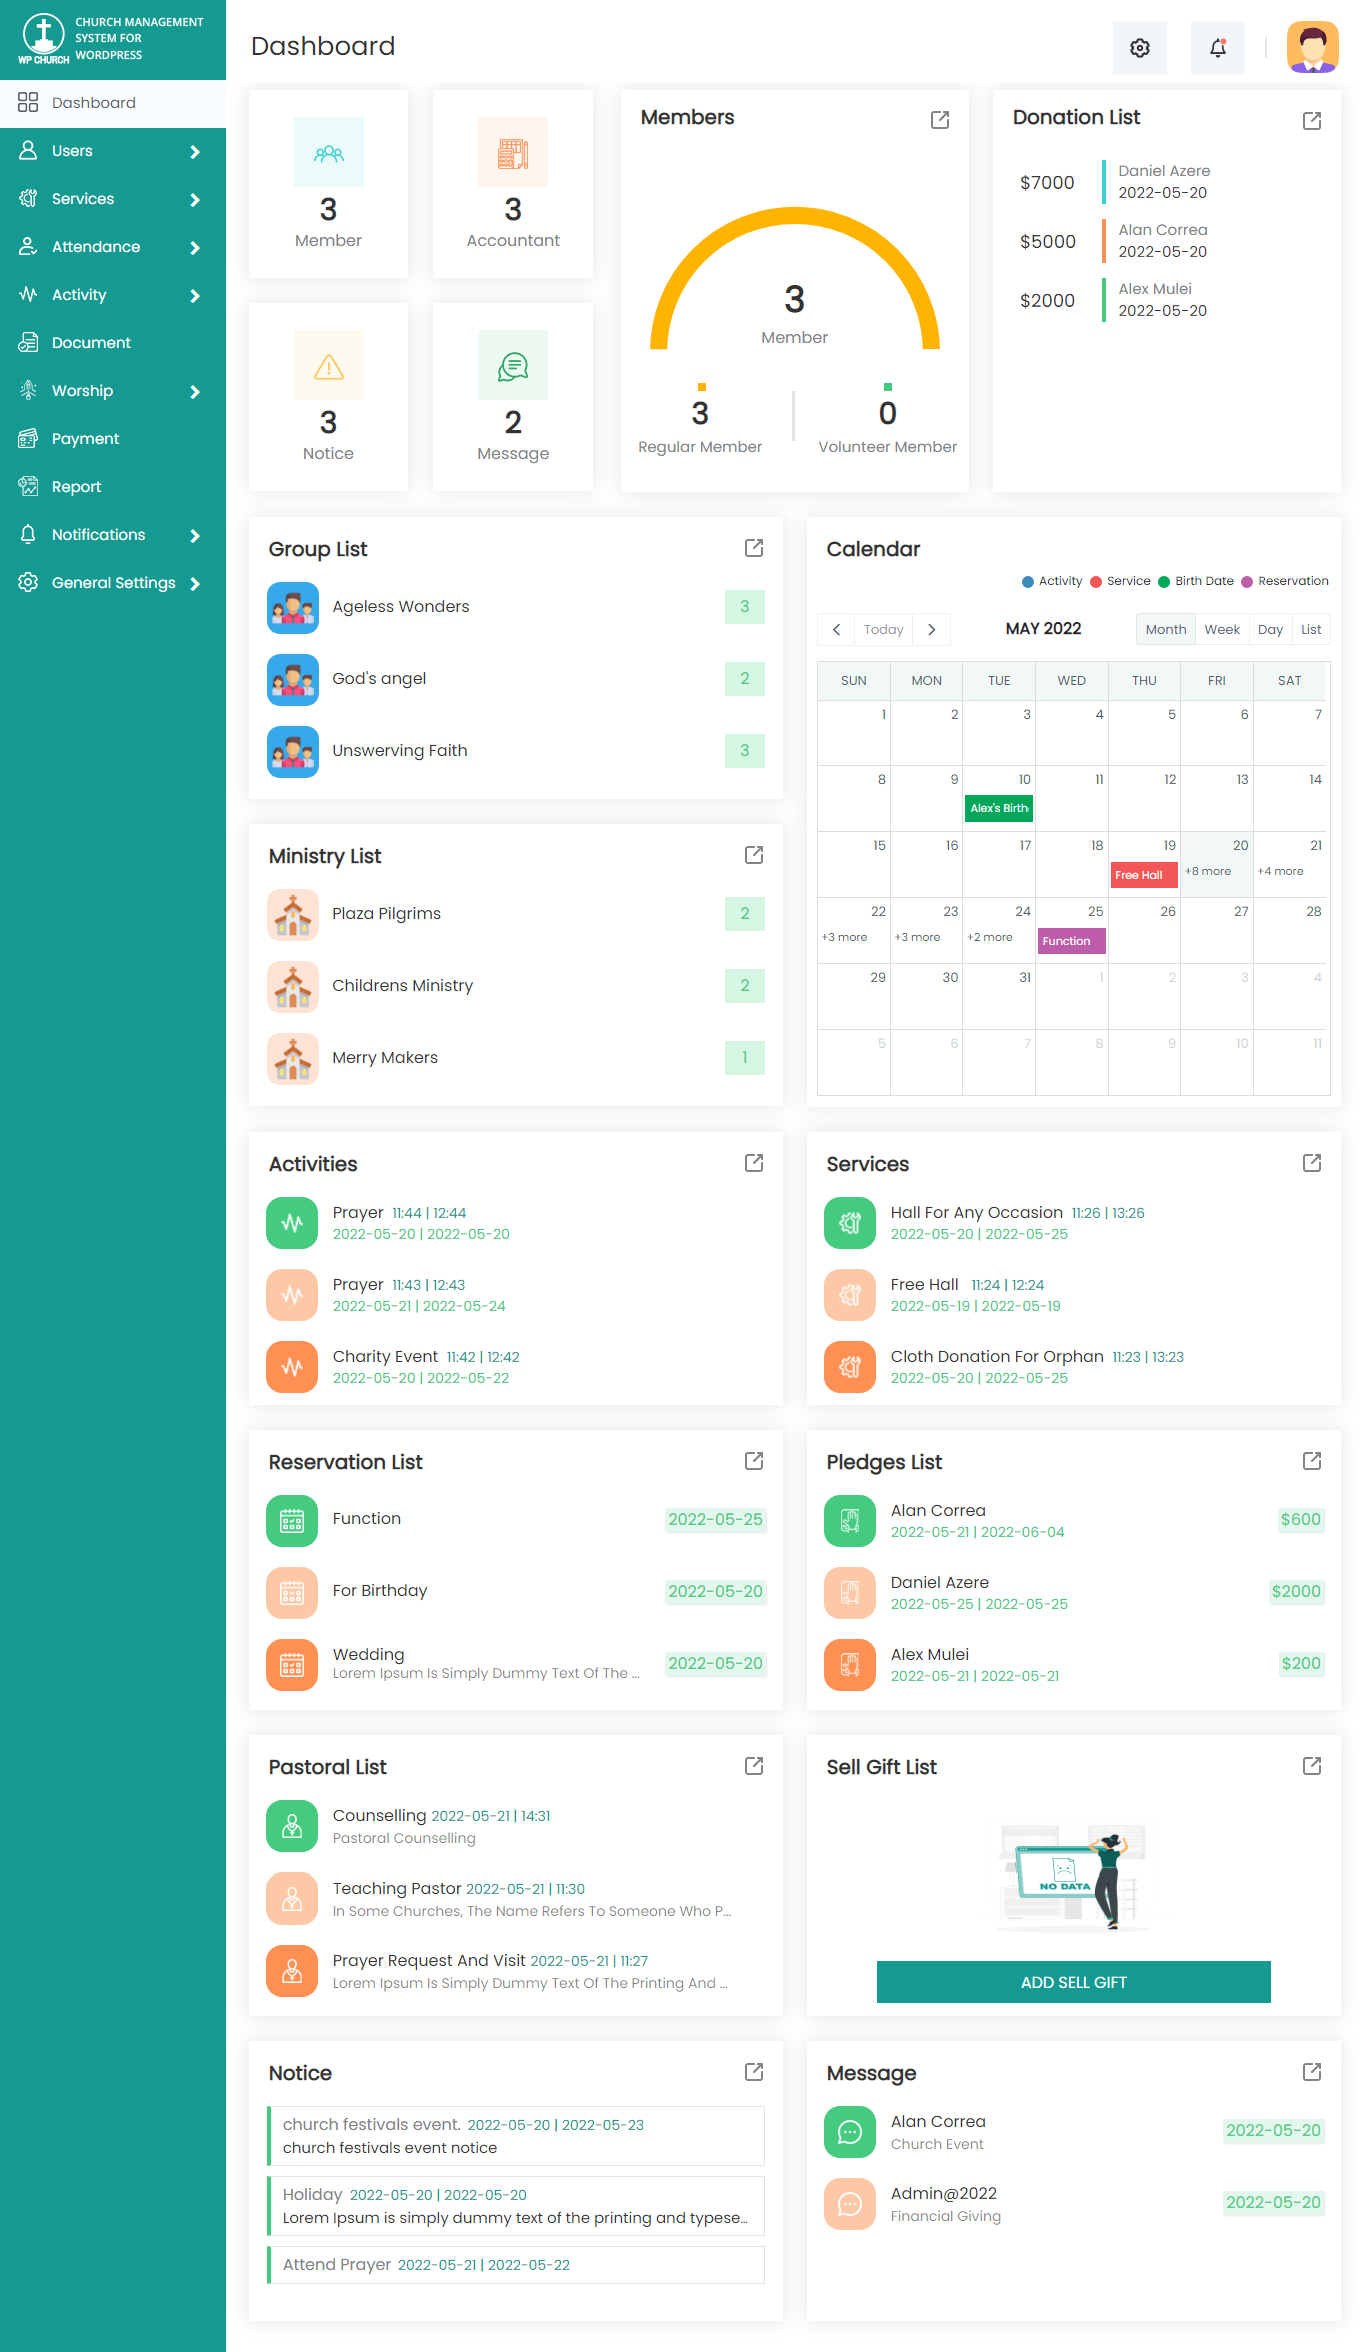 CHURCH MANAGEMENT
SYSTEM FOR
WORDPRESS
WP CHURCH
Dashboard
Users
Services
Attendance
Activity
Document
Worship
Payment
Report
Notifications
General Settings
Dashboard
3
Member
3
Accountant
3
Notice
2
Message
Members
3
Member
3
Regular Member
0
Volunteer Member
Donation List
$7000
Daniel Azere
2022-05-20
$5000
Alan Correa
2022-05-20
$2000
Alex Mulei
2022-05-20
Group List
Ageless Wonders 3
God's angel 2
Unswerving Faith 3
Ministry List
Plaza Pilgrims 2
Childrens Ministry 2
Merry Makers 1
Calendar
Activity Service Birth Date Reservation
Today MAY 2022 Month Week Day List
SUN MON TUE WED THU FRI SAT
1 2 3 4 5 6 7
8 9 10 11 12 13 14
Alex's Birth
15 16 17 18 19 20 21
Free Hall +8 more +4 more
22 23 24 25 26 27 28
+3 more +3 more +2 more Function
29 30 31 1 2 3 4
5 6 7 8 9 10 11
Activities
Prayer 11:44 | 12:44
2022-05-20 | 2022-05-20
Prayer 11:43 | 12:43
2022-05-21 | 2022-05-24
Charity Event 11:42 | 12:42
2022-05-20 | 2022-05-22
Services
Hall For Any Occasion 11:26 | 13:26
2022-05-20 | 2022-05-25
Free Hall 11:24 | 12:24
2022-05-19 | 2022-05-19
Cloth Donation For Orphan 11:23 | 13:23
2022-05-20 | 2022-05-25
Reservation List
Function 2022-05-25
For Birthday 2022-05-20
Wedding
Lorem Ipsum Is Simply Dummy Text Of The ... 2022-05-20
Pledges List
Alan Correa
2022-05-21 | 2022-06-04 $600
Daniel Azere
2022-05-25 | 2022-05-25 $2000
Alex Mulei
2022-05-21 | 2022-05-21 $200
Pastoral List
Counselling 2022-05-21 | 14:31
Pastoral Counselling
Teaching Pastor 2022-05-21 | 11:30
In Some Churches, The Name Refers To Someone Who P...
Prayer Request And Visit 2022-05-21 | 11:27
Lorem Ipsum Is Simply Dummy Text Of The Printing And ...
Sell Gift List
NO DATA
ADD SELL GIFT
Notice
church festivals event. 2022-05-20 | 2022-05-23
church festivals event notice
Holiday 2022-05-20 | 2022-05-20
Lorem Ipsum is simply dummy text of the printing and typese...
Attend Prayer 2022-05-21 | 2022-05-22
Message
Alan Correa
Church Event 2022-05-20
Admin@2022
Financial Giving 2022-05-20